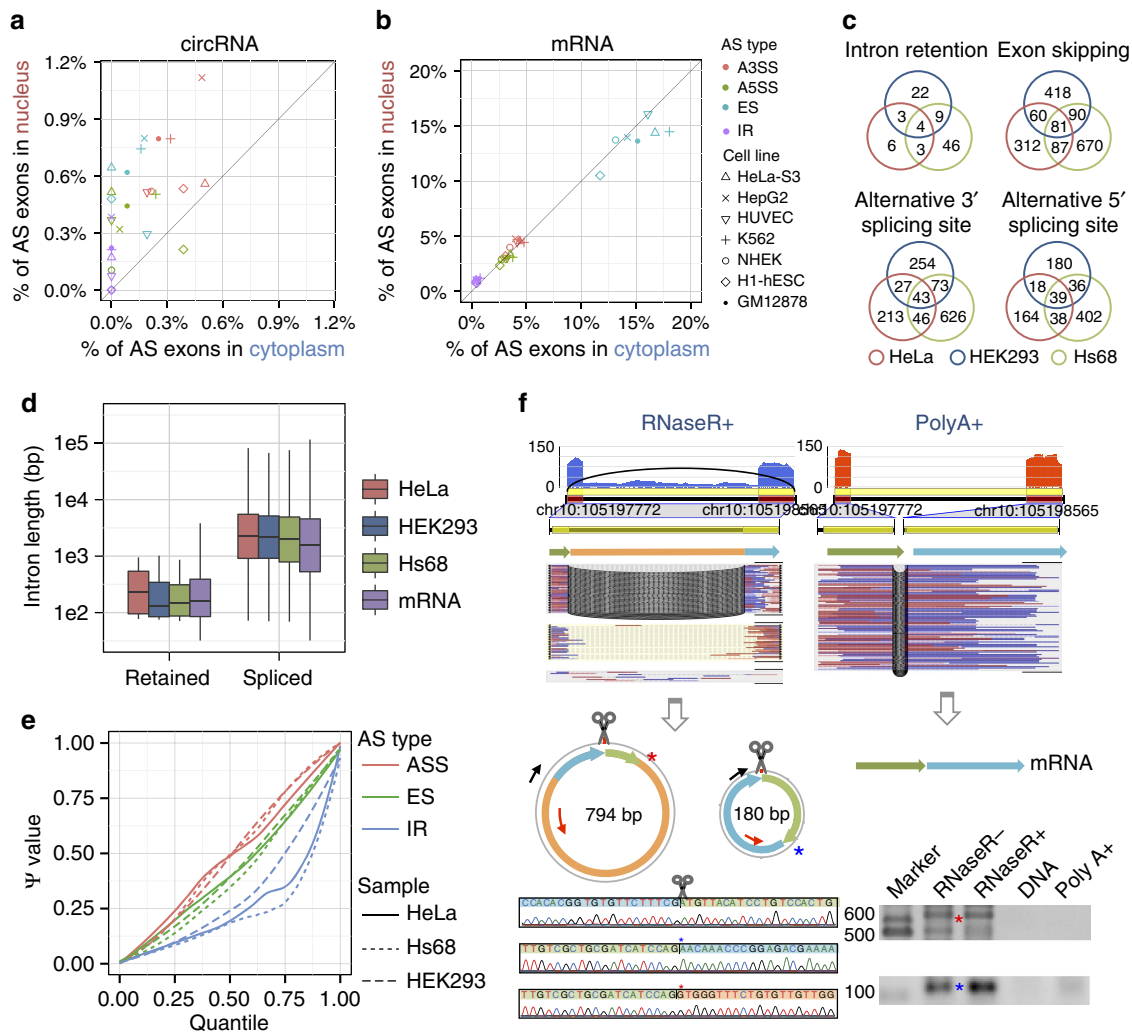 a
circRNA
1.2%
0.9%
0.6%
0.3%
0.0%
0.0% 0.3% 0.6% 0.9% 1.2%
% of AS exons in nucleus
% of AS exons in cytoplasm
b
mRNA
20%
15%
10%
5%
0%
0% 5% 10% 15% 20%
% of AS exons in nucleus
% of AS exons in cytoplasm
AS type
A3SS
A5SS
ES
IR
Cell line
HeLa-S3
HepG2
HUVEC
K562
NHEK
H1-hESC
GM12878
c
Intron retention
22
3 9
4
6 3 46
Exon skipping
418
60 90
81
312 87 670
Alternative 3′
splicing site
254
27 73
43
213 46 626
Alternative 5′
splicing site
180
18 36
39
164 38 402
HeLa HEK293 Hs68
d
Intron length (bp)
1e5
1e4
1e3
1e2
Retained Spliced
HeLa
HEK293
Hs68
mRNA
e
Ψ value
1.00
0.75
0.50
0.25
0.00
0.00 0.25 0.50 0.75 1.00
Quantile
AS type
ASS
ES
IR
Sample
HeLa
Hs68
HEK293
f
RNaseR+
150
0
chr10:105197772 chr10:105198565
PolyA+
150
0
chr10:105197772 chr10:105198565
*
794 bp
180 bp
*
mRNA
CCACACGGTGTGTTCTTTCGATGTTACATCCTGTCCACTG
*
TTGTCGCTGCGATCATCCAGAACAAACCCGGAGACGAAAA
*
TTGTCGCTGCGATCATCCAGGTGGGTTTCTGTGTTGTTGG
Marker RNaseR− RNaseR+ DNA Poly A+
600
500
*
100
*